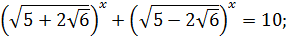 (√(5 + 2√6))^x + (√(5 − 2√6))^x = 10;